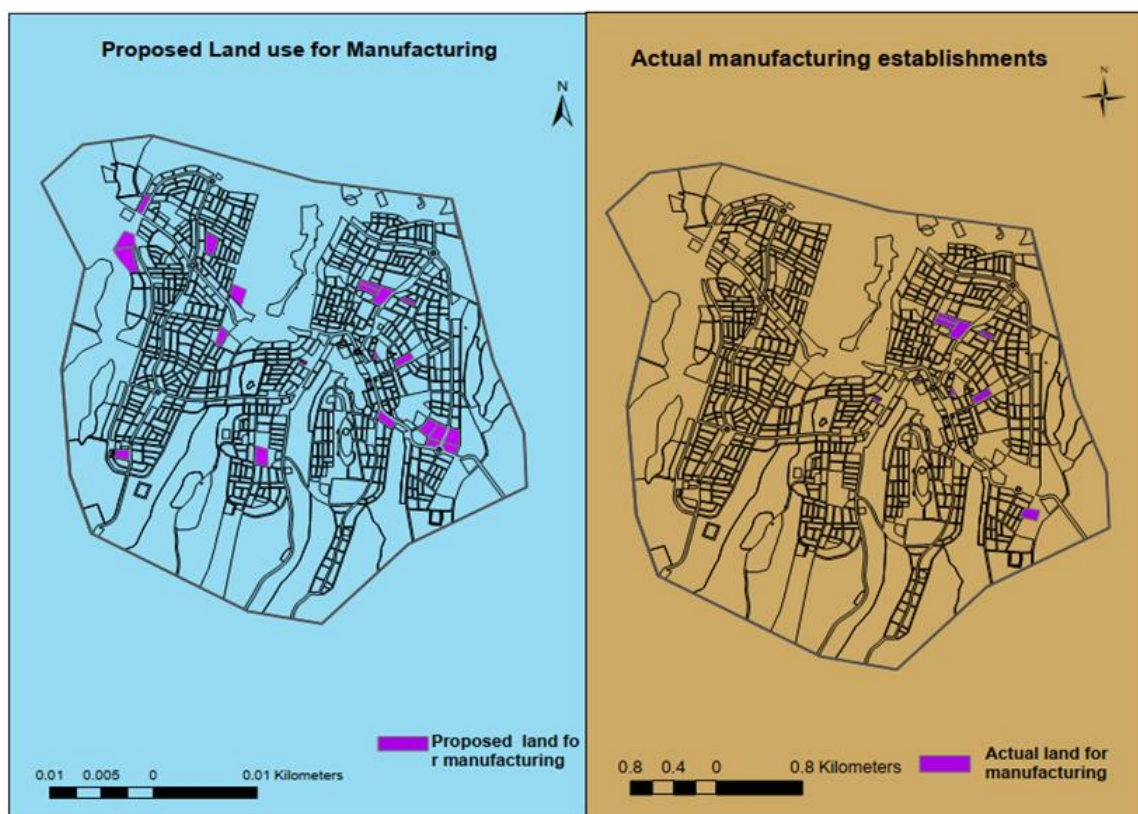 Proposed Land use for Manufacturing
N
Proposed land fo
r manufacturing
0.01 0.005 0 0.01 Kilometers
Actual manufacturing establishments
N
Actual land for
manufacturing
0.8 0.4 0 0.8 Kilometers